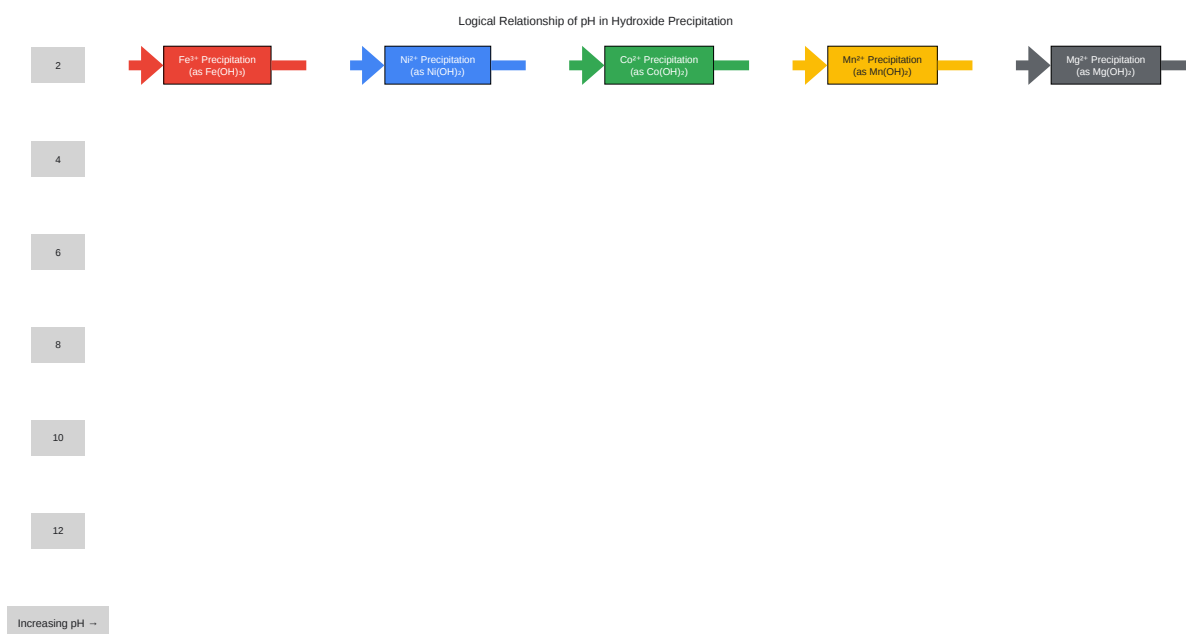 Logical Relationship of pH in Hydroxide Precipitation
2
Fe³⁺ Precipitation
(as Fe(OH)₃)
Ni²⁺ Precipitation
(as Ni(OH)₂)
Co²⁺ Precipitation
(as Co(OH)₂)
Mn²⁺ Precipitation
(as Mn(OH)₂)
Mg²⁺ Precipitation
(as Mg(OH)₂)
4
6
8
10
12
Increasing pH →